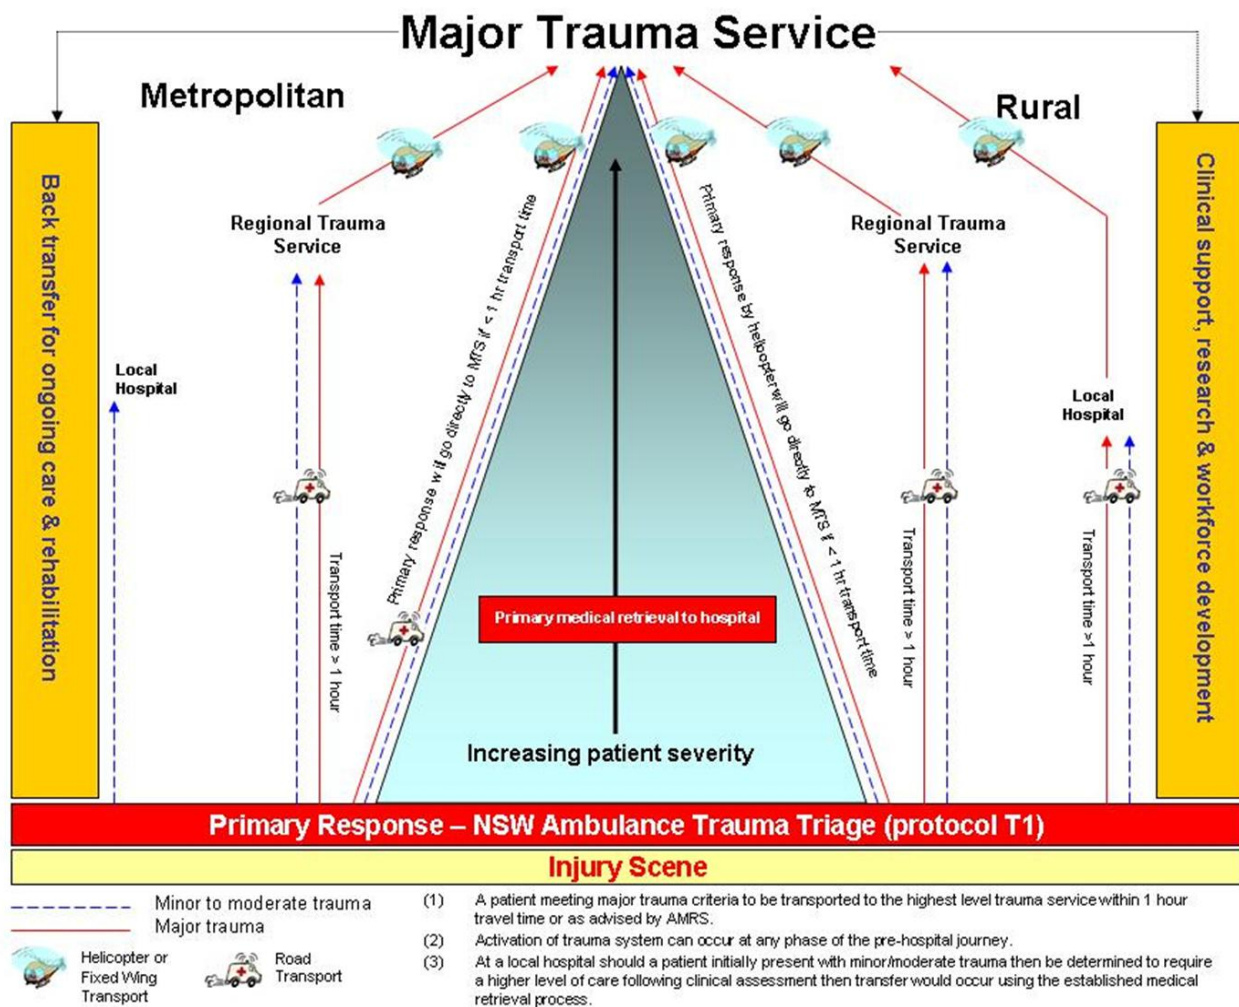 Major Trauma Service
Metropolitan
Rural
Back transfer for ongoing care & rehabilitation
Clinical support, research & workforce development
Regional Trauma
Service
Regional Trauma
Service
Local
Hospital
Local
Hospital
Primary response will go directly to MTS if < 1 hr transport time
Primary response by helicopter will go directly to MTS if < 1 hr transport time
Transport time > 1 hour
Transport time > 1 hour
Transport time >1 hour
Primary medical retrieval to hospital
Increasing patient severity
Primary Response – NSW Ambulance Trauma Triage (protocol T1)
Injury Scene
Minor to moderate trauma
Major trauma
Helicopter or
Fixed Wing
Transport
Road
Transport
(1) A patient meeting major trauma criteria to be transported to the highest level trauma service within 1 hour
travel time or as advised by AMRS.
(2) Activation of trauma system can occur at any phase of the pre-hospital journey.
(3) At a local hospital should a patient initially present with minor/moderate trauma then be determined to require
a higher level of care following clinical assessment then transfer would occur using the established medical
retrieval process.